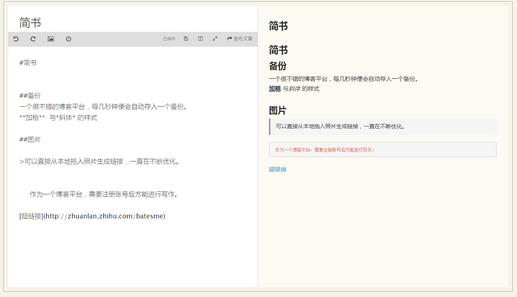 简书
已保存
发布文章
#简书
##备份
一个很不错的博客平台，每几秒钟便会自动存入一个备份。
**加粗** 与*斜体* 的样式
##图片
>可以直接从本地拖入照片生成链接，一直在不断优化。
作为一个博客平台，需要注册账号后方能进行写作。
[超链接](http://zhuanlan.zhihu.com/batesme)
简书
简书
备份
一个很不错的博客平台，每几秒钟便会自动存入一个备份。
加粗 与斜体 的样式
图片
可以直接从本地拖入照片生成链接，一直在不断优化。
作为一个博客平台，需要注册账号后方能进行写作。
超链接